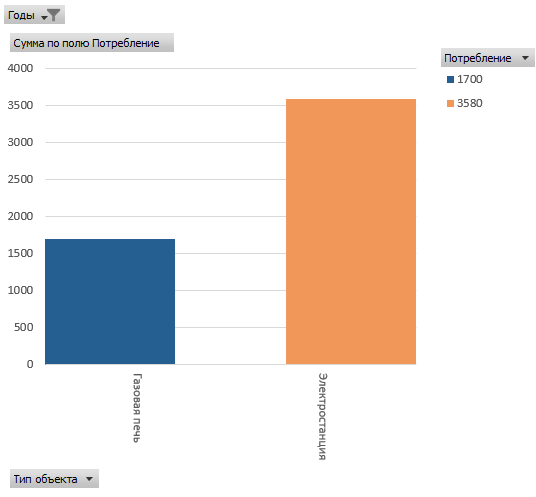 Годы
Сумма по полю Потребление
Потребление
1700
3580
4000
3500
3000
2500
2000
1500
1000
500
0
Газовая печь
Электростанция
Тип объекта